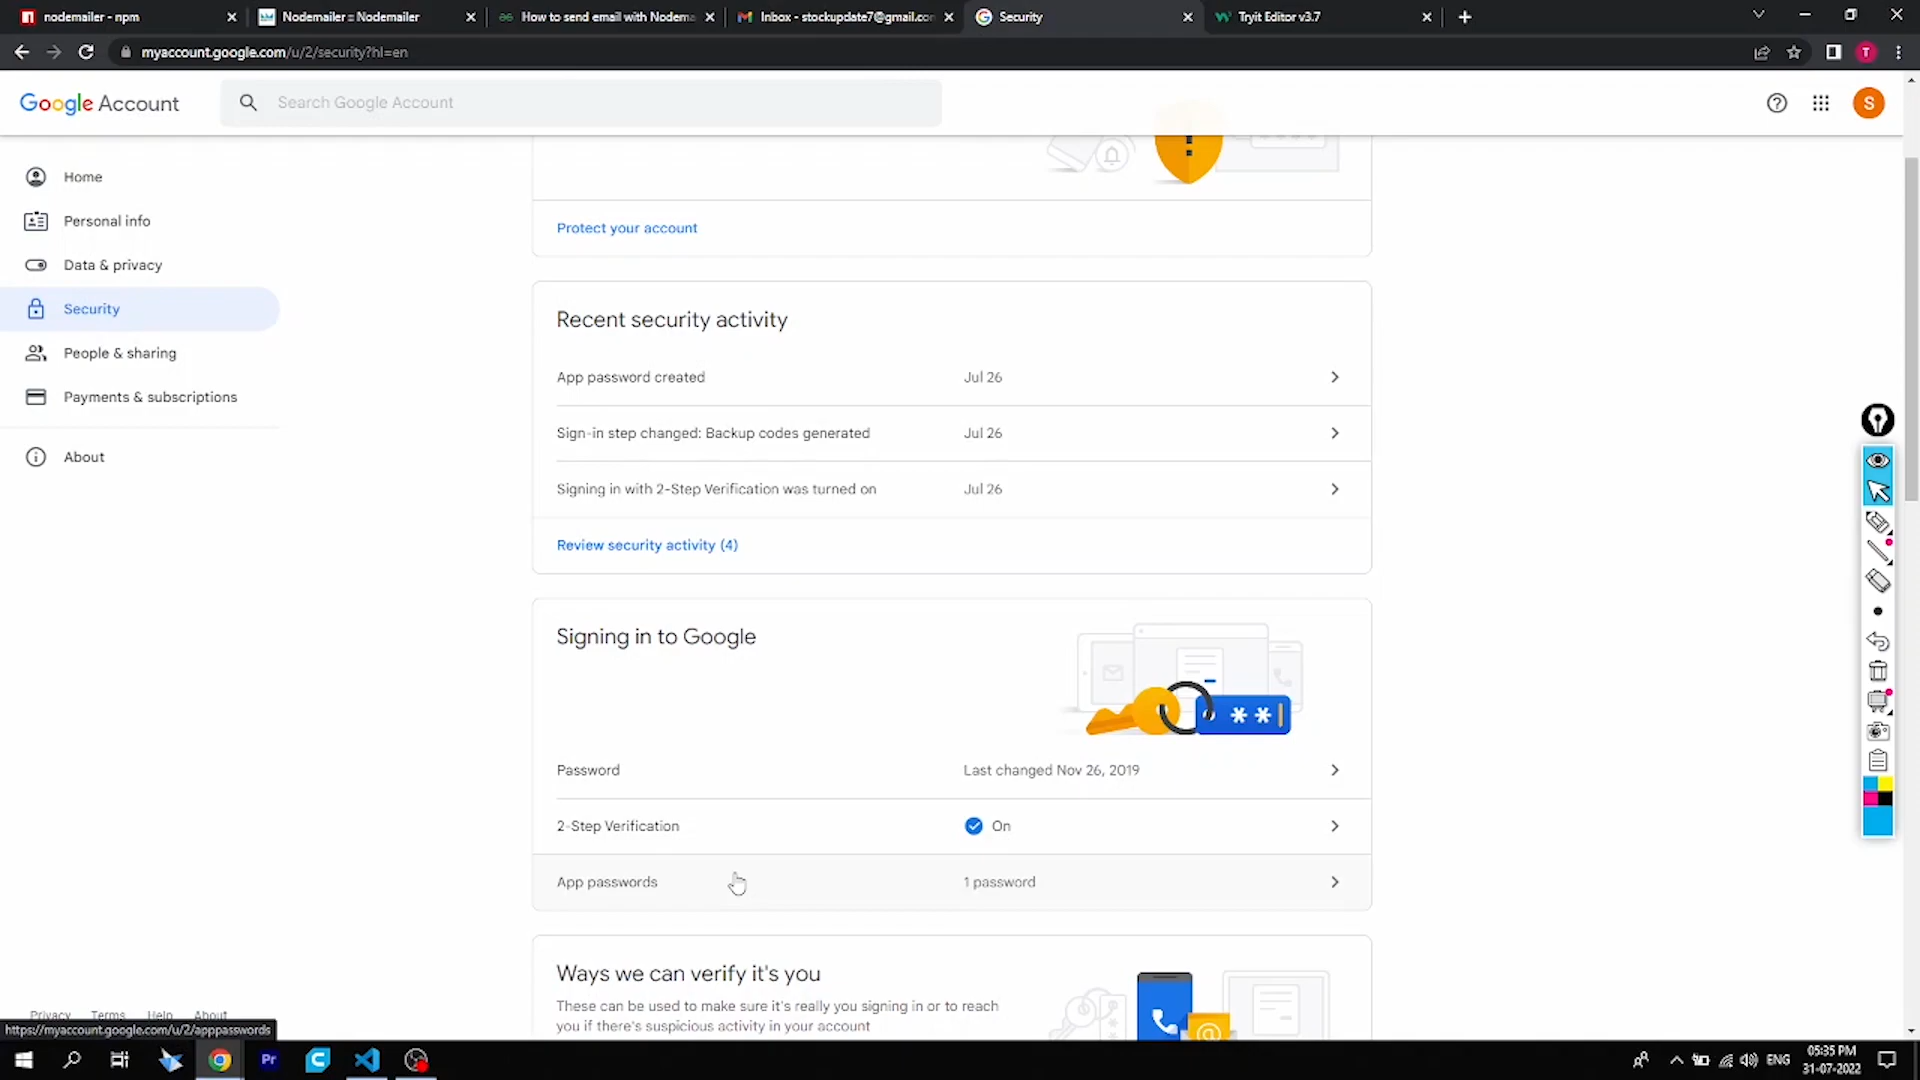 nodemailer - npm
Nodemailer :: Nodemailer
How to send email with Nodema
Inbox - stockupdate7@gmail.con
Security
Tryit Editor v3.7
myaccount.google.com/u/2/security?hl=en
T
Google Account
Search Google Account
S
Home
Personal info
Data & privacy
Security
People & sharing
Payments & subscriptions
About
Protect your account
Recent security activity
App password created Jul 26
Sign-in step changed: Backup codes generated Jul 26
Signing in with 2-Step Verification was turned on Jul 26
Review security activity (4)
Signing in to Google
Password Last changed Nov 26, 2019
2-Step Verification On
App passwords 1 password
Ways we can verify it's you
These can be used to make sure it's really you signing in or to reach
you if there's suspicious activity in your account
Privacy Terms Help About
https://myaccount.google.com/u/2/apppasswords
Pr
ENG
05:35 PM
31-07-2022